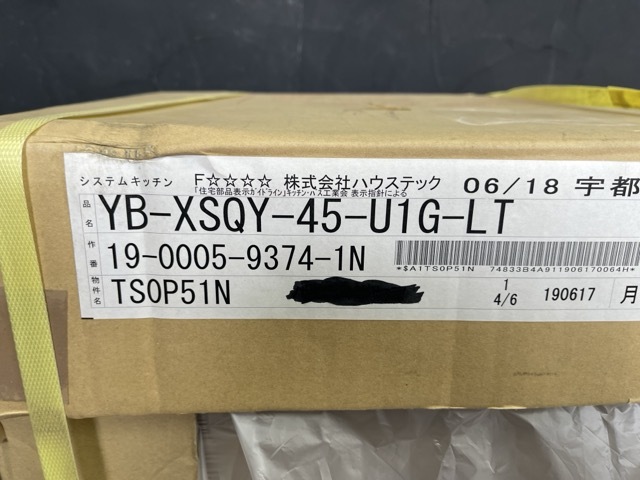 システムキッチン F☆☆☆☆ 株式会社ハウステック 06/18 宇都
「住宅部品表示ガイドライン」キッチン・バス工業会 表示指針による
品名 YB-XSQY-45-U1G-LT
作番 19-0005-9374-1N
*$A1TS0P51N 74833B4A911906170064H*
物件名 TS0P51N 1 4/6 190617 月